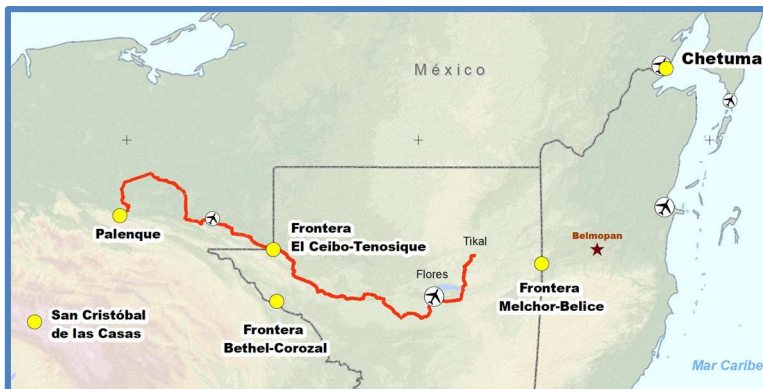 México
Chetuma
Palenque
Frontera
El Ceibo-Tenosique
Tikal
Belmopan
Flores
Frontera
Melchor-Belice
San Cristóbal
de las Casas
Frontera
Bethel-Corozal
Mar Caribe